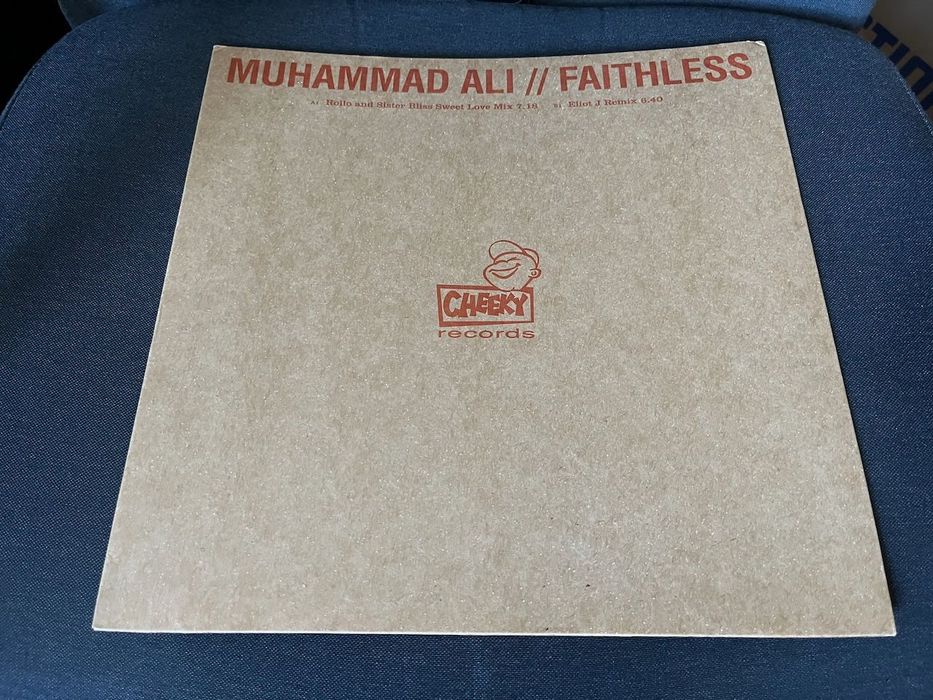 MUHAMMAD ALI // FAITHLESS
A1 Rollo and Sister Bliss Sweet Love Mix 7.18 B1 Eliot J Remix 6.40
CHEEKY
records